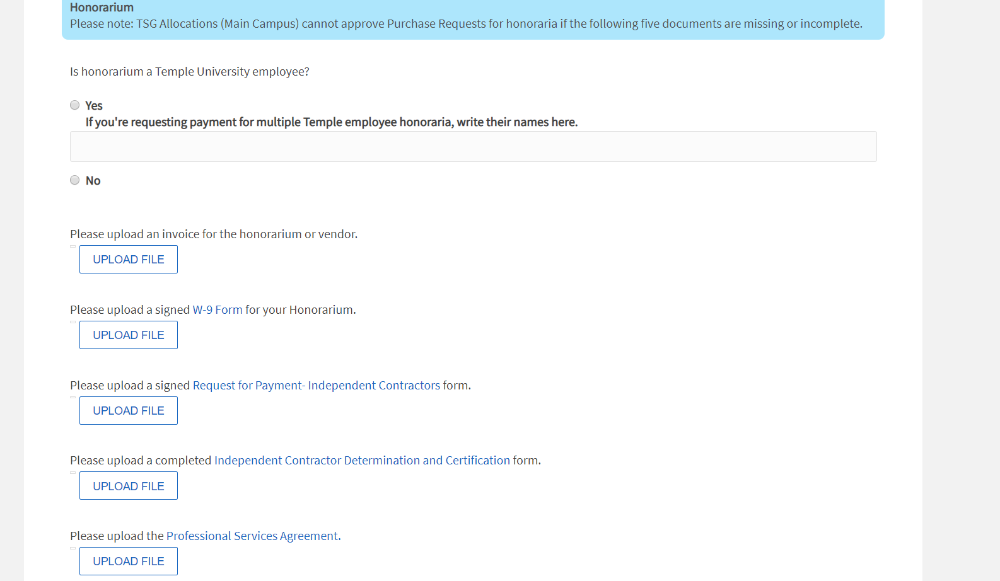 Honorarium
Please note: TSG Allocations (Main Campus) cannot approve Purchase Requests for honoraria if the following five documents are missing or incomplete.
Is honorarium a Temple University employee?
Yes
If you're requesting payment for multiple Temple employee honoraria, write their names here.
No
Please upload an invoice for the honorarium or vendor.
UPLOAD FILE
Please upload a signed W-9 Form for your Honorarium.
UPLOAD FILE
Please upload a signed Request for Payment- Independent Contractors form.
UPLOAD FILE
Please upload a completed Independent Contractor Determination and Certification form.
UPLOAD FILE
Please upload the Professional Services Agreement.
UPLOAD FILE